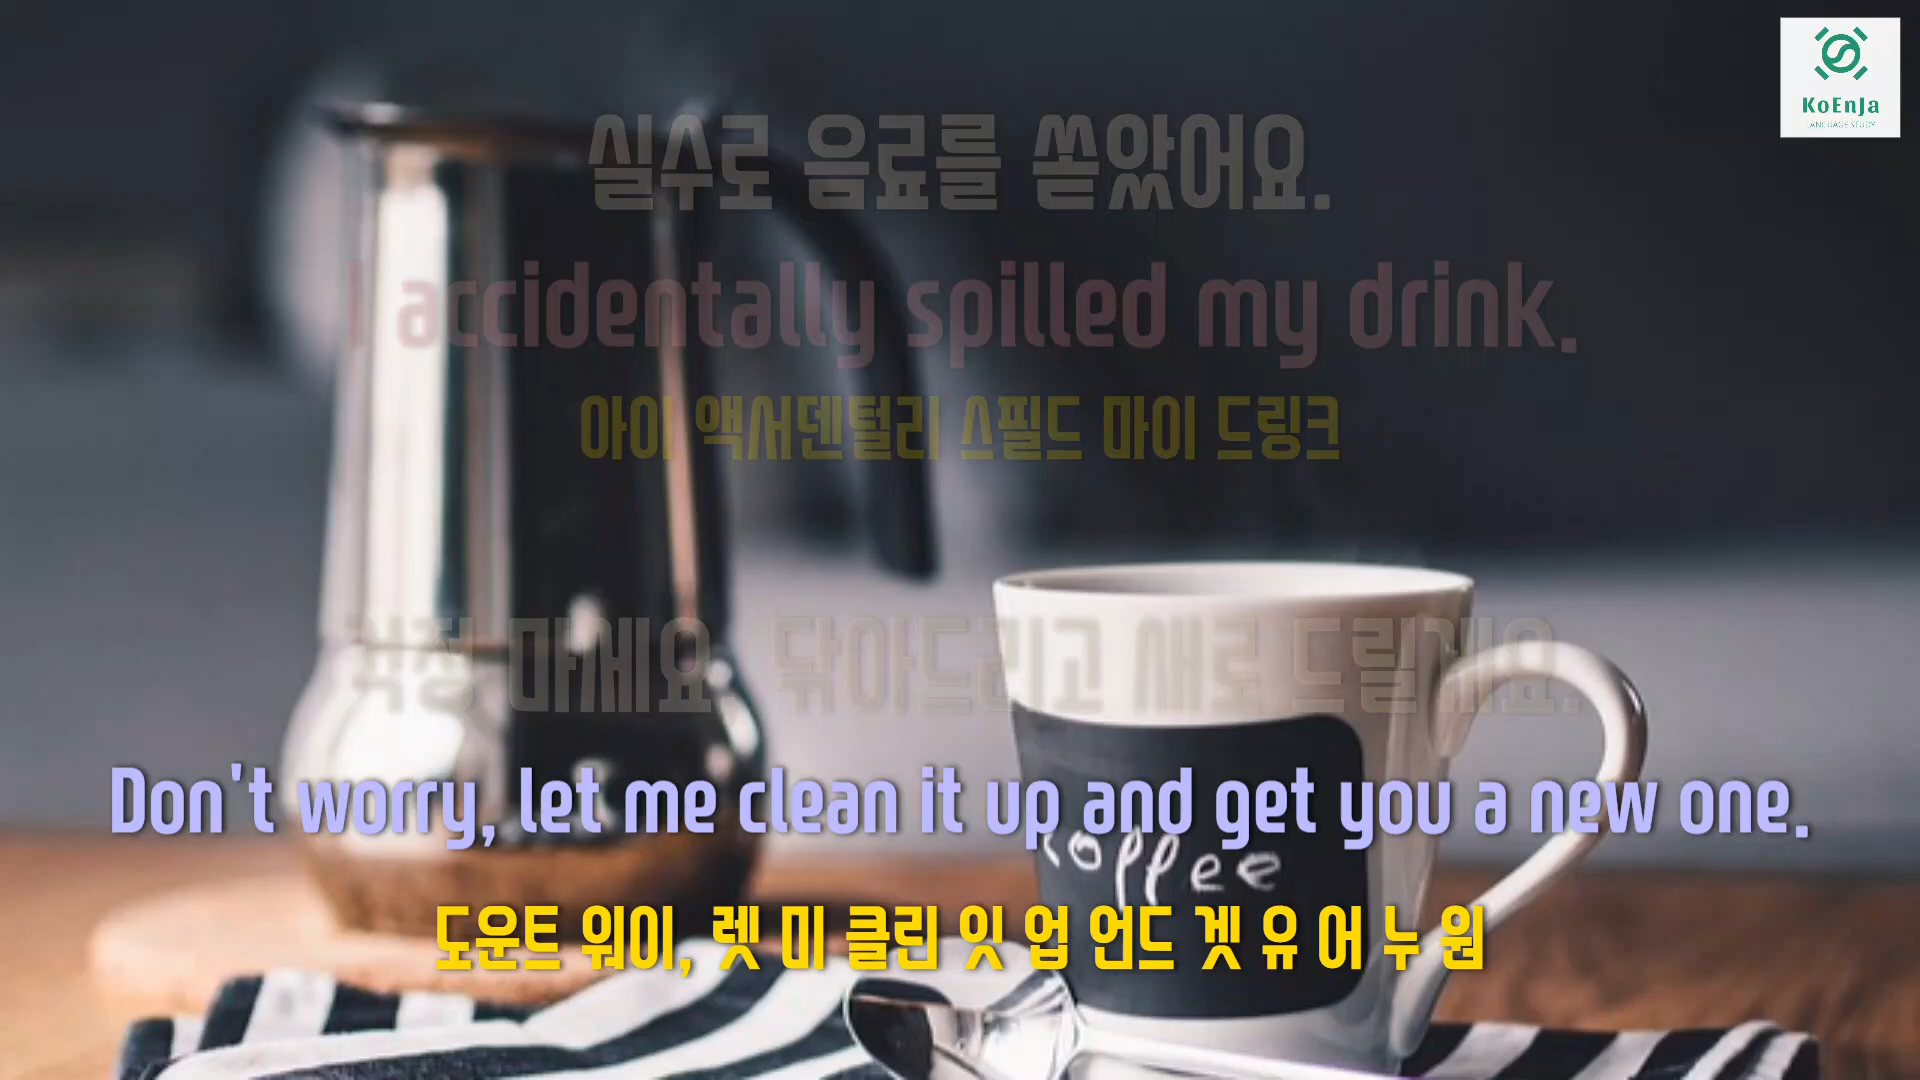 KoEnJa
LANGUAGE STUDY
실수로 음료를 쏟았어요.
I accidentally spilled my drink.
아이 액서덴털리 스필드 마이 드링크
걱정 마세요. 닦아드리고 새로 드릴게요.
Don't worry, let me clean it up and get you a new one.
coffee
도운트 워이, 렛 미 클린 잇 업 언드 겟 유 어 누 원